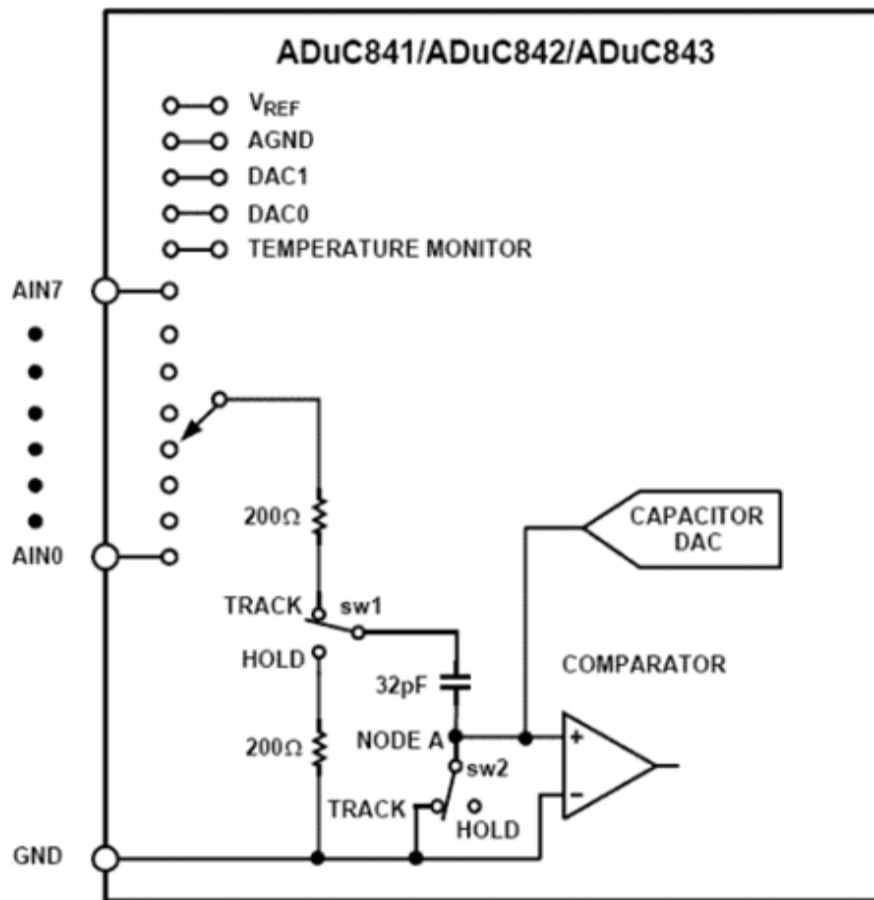 ADuC841/ADuC842/ADuC843
VREF
AGND
DAC1
DAC0
TEMPERATURE MONITOR
AIN7
AIN0
200Ω
CAPACITOR
DAC
TRACK
sw1
HOLD
COMPARATOR
32pF
200Ω
NODE A
+
sw2
−
TRACK
HOLD
GND